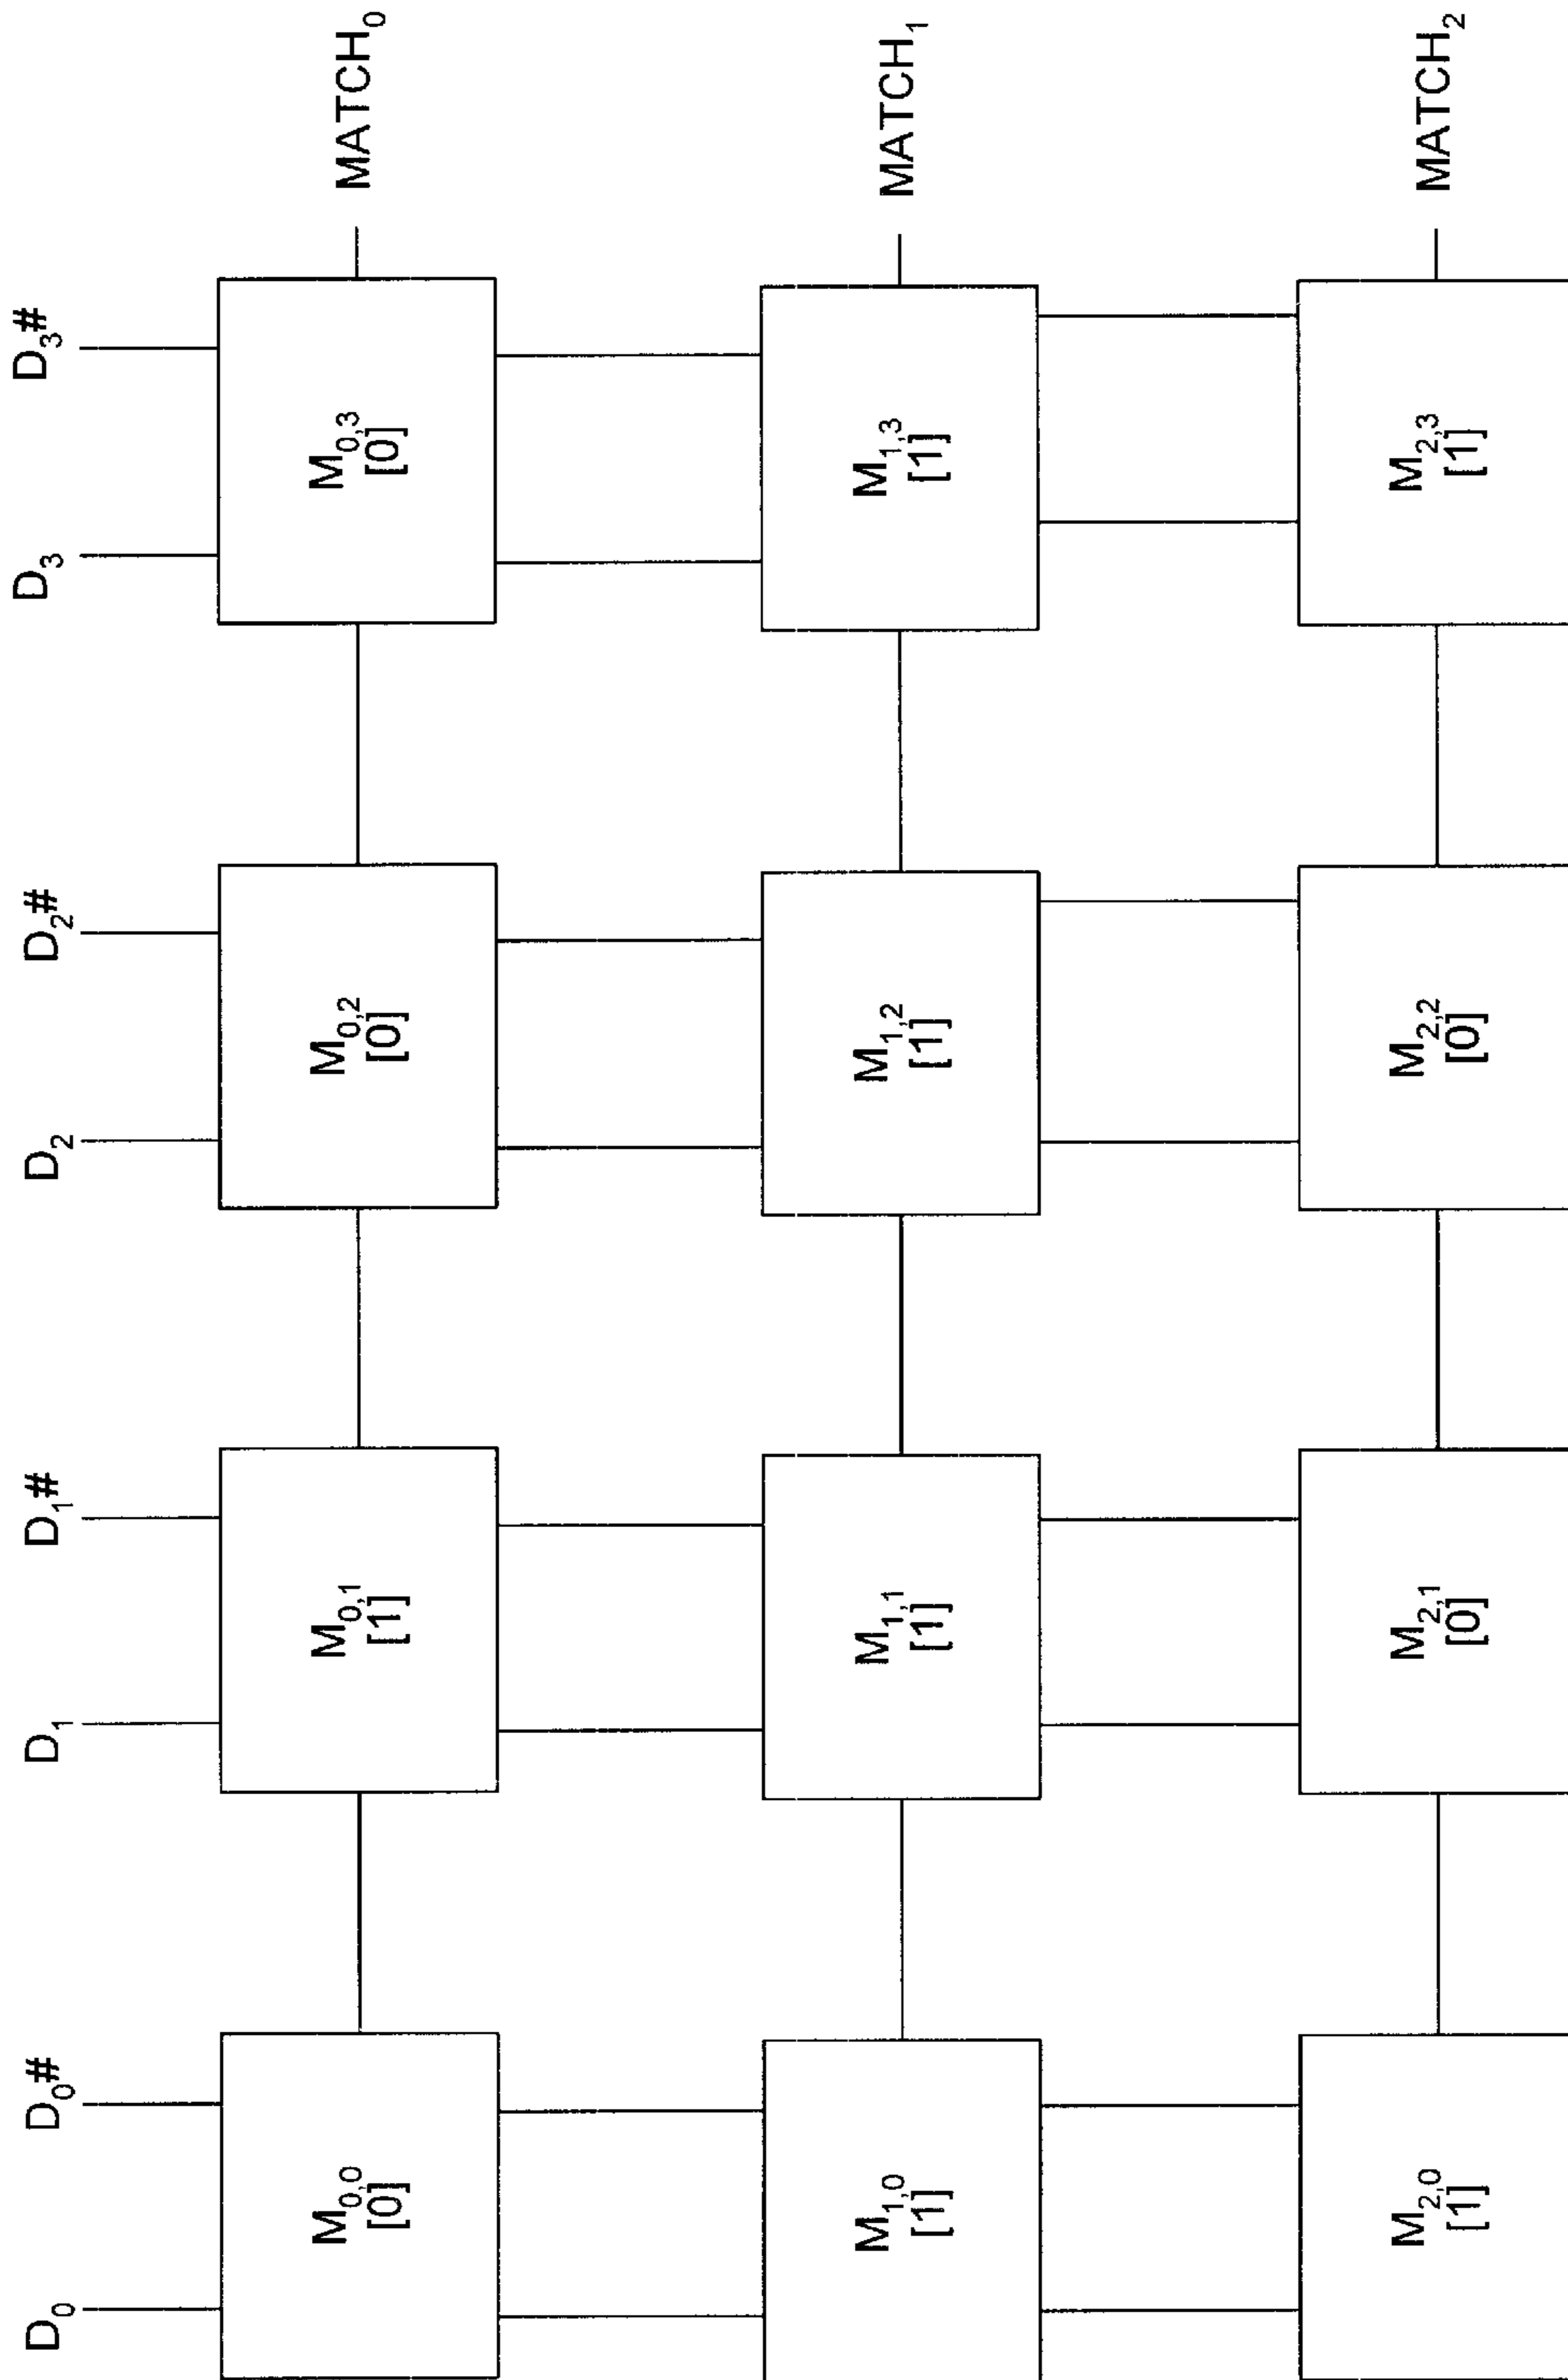 D₀ D₀# D₁ D₁# D₂ D₂# D₃ D₃#
M₀,₀ M₀,₁ M₀,₂ M₀,₃ MATCH₀
[0] [1] [0] [0]
M₁,₀ M₁,₁ M₁,₂ M₁,₃ MATCH₁
[1] [1] [1] [1]
M₂,₀ M₂,₁ M₂,₂ M₂,₃ MATCH₂
[1] [0] [0] [1]